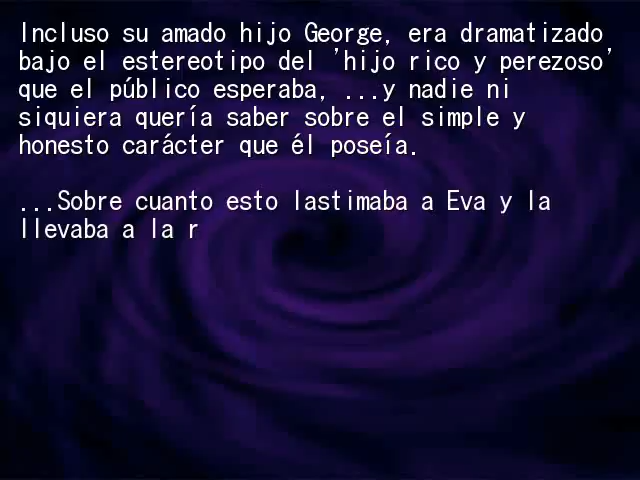 Incluso su amado hijo George, era dramatizado
bajo el estereotipo del 'hijo rico y perezoso'
que el público esperaba, ...y nadie ni
siquiera quería saber sobre el simple y
honesto carácter que él poseía.
...Sobre cuanto esto lastimaba a Eva y la
llevaba a la r